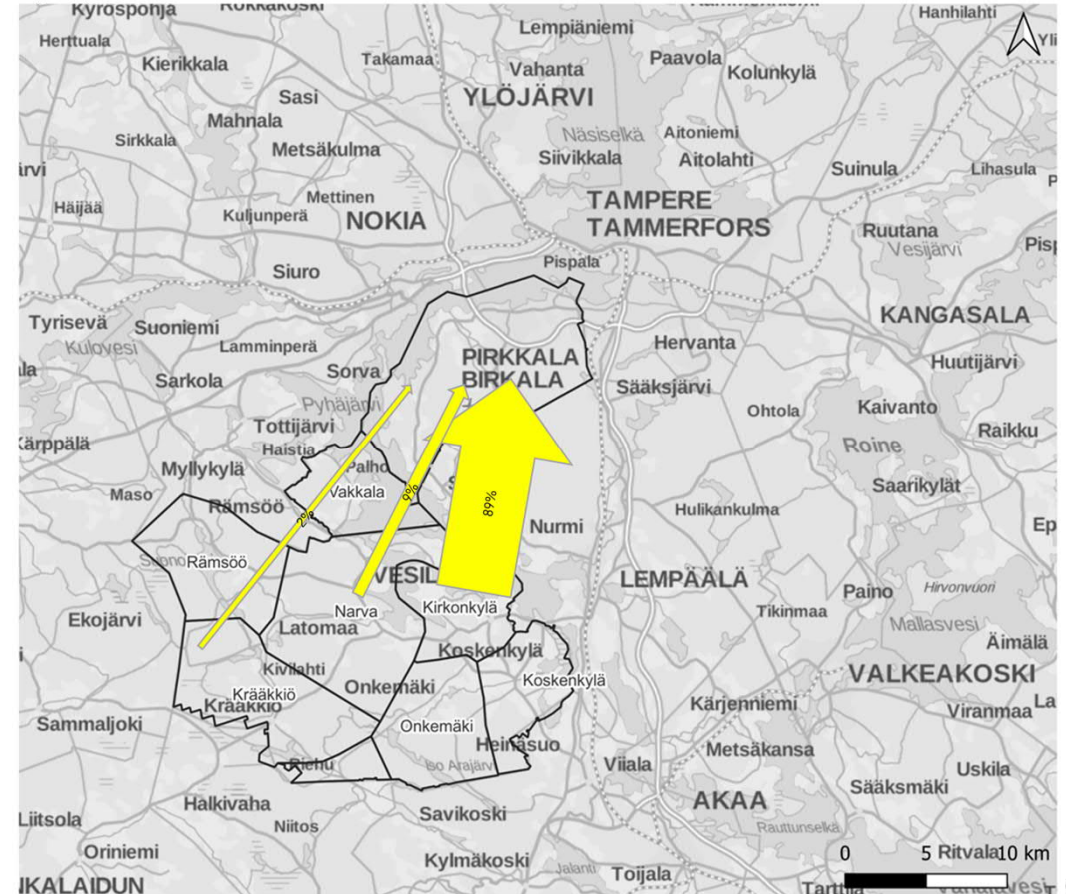 Kyröspohja
Lempiäniemi
Hanhilahti
Herttuala
Kierikkala
Takamaa
Vahanta
Paavola
Kolunkylä
Sasi
YLÖJÄRVI
Mahnala
Sirkkala
Metsäkulma
Näsiselkä
Aitoniemi
Siivikkala
Aitolahti
Suinula
Lihasula
Häijää
Mettinen
Kuljunperä
NOKIA
TAMPERE
TAMMERFORS
Ruutana
Vesijärvi
Siuro
Pispala
Tyrisevä
Suoniemi
Kulovesi
Lamminperä
KANGASALA
Hervanta
PIRKKALA
BIRKALA
Huutijärvi
Sarkola
Sorva
Sääksjärvi
Pyhäjärvi
Ohtola
Kaivanto
Tottijärvi
Raikku
Kärppälä
Haistia
Roine
Myllykylä
Palho
Vakkala
9%
89%
Saarikylät
Maso
Rämsöö
2%
Hulikankulma
Nurmi
Rämsöö
VESIL
LEMPÄÄLÄ
Paino
Hirvonvuori
Narva
Kirkonkylä
Tikinmaa
Ekojärvi
Latomaa
Mallasvesi
Äimälä
Koskenkylä
Kivilahti
Koskenkylä
VALKEAKOSKI
Krääkkiö
Krääkkiö
Onkemäki
Kärjenniemi
Viranmaa
Sammaljoki
Onkemäki
Heinäsuo
Metsäkansa
Riehu
Iso Arajärvi
Viiala
Uskila
Halkivaha
AKAA
Sääksmäki
Savikoski
Niitos
Rauttunselkä
Liitsola
Oriniemi
Kylmäkoski
Jalanti
Toijala
Ritvala
0 5 10 km